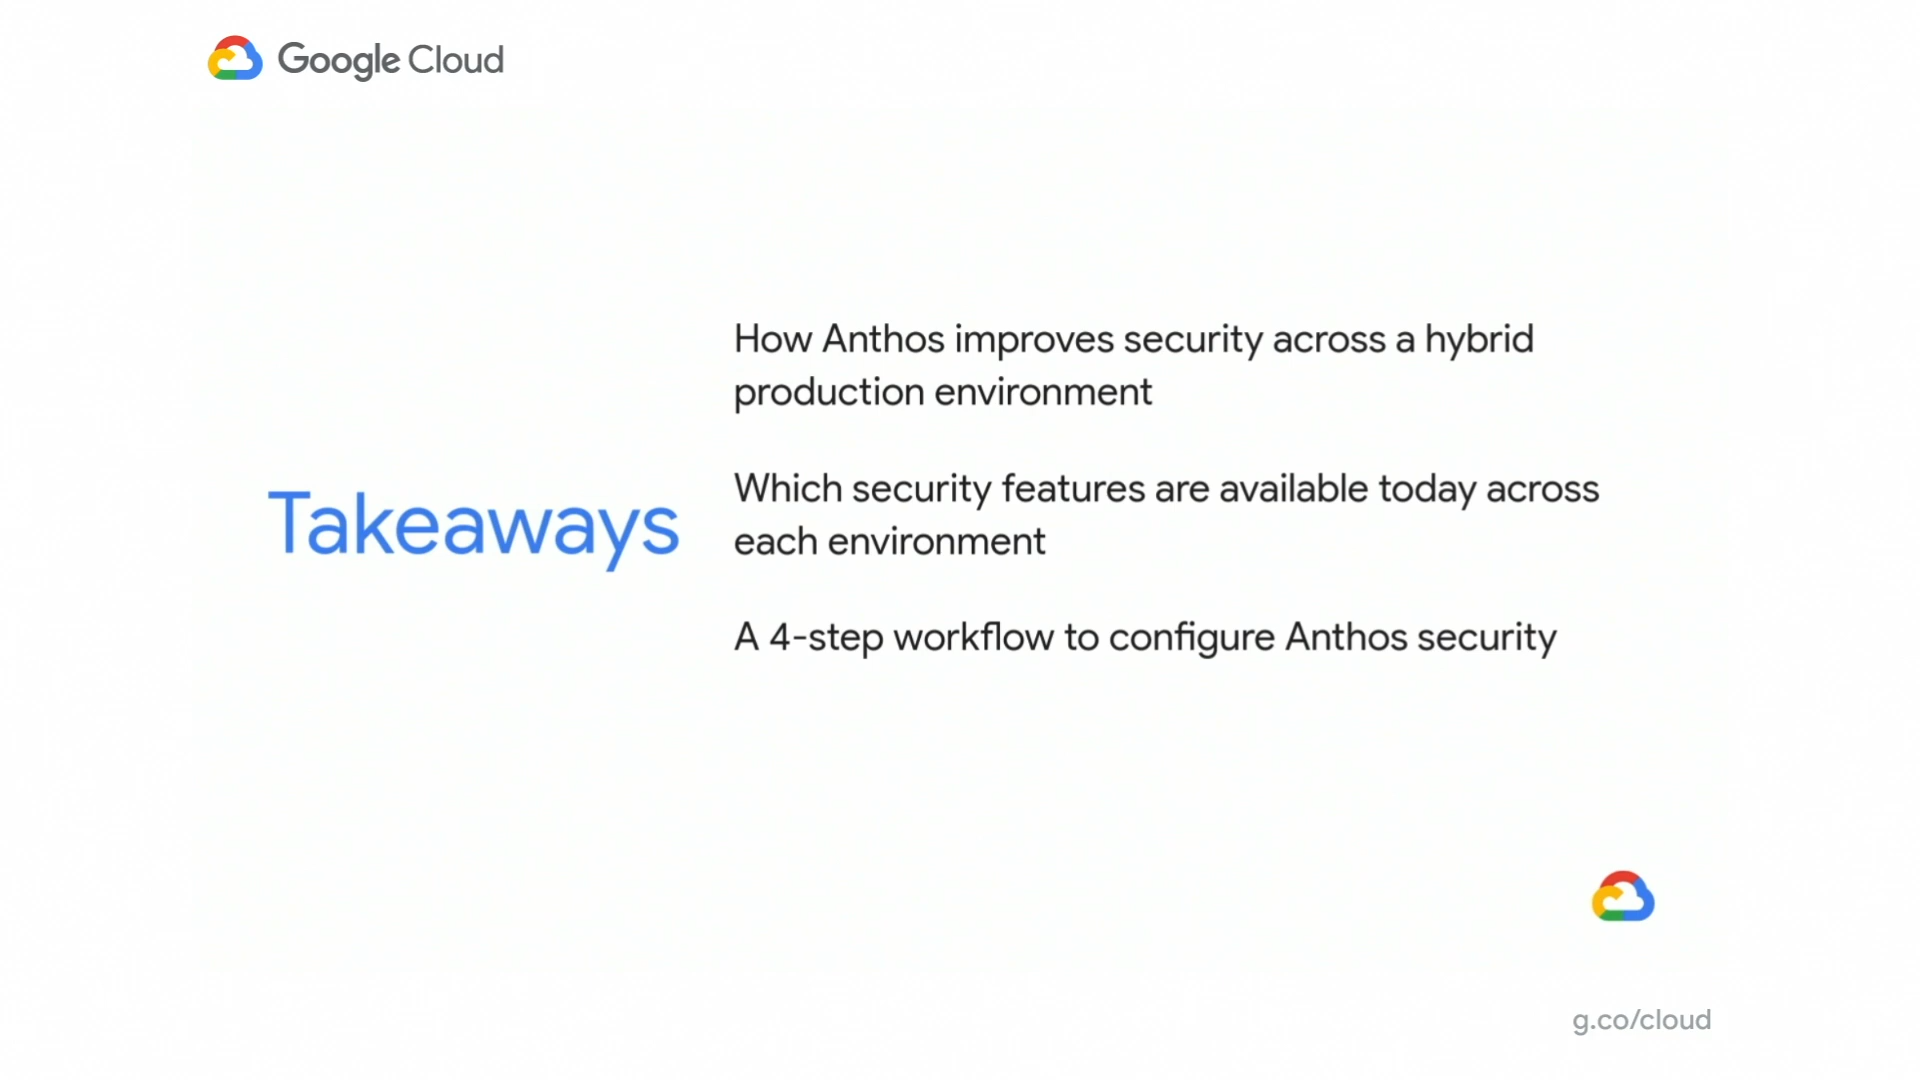 Google Cloud
Takeaways
How Anthos improves security across a hybrid
production environment
Which security features are available today across
each environment
A 4-step workflow to configure Anthos security
g.co/cloud